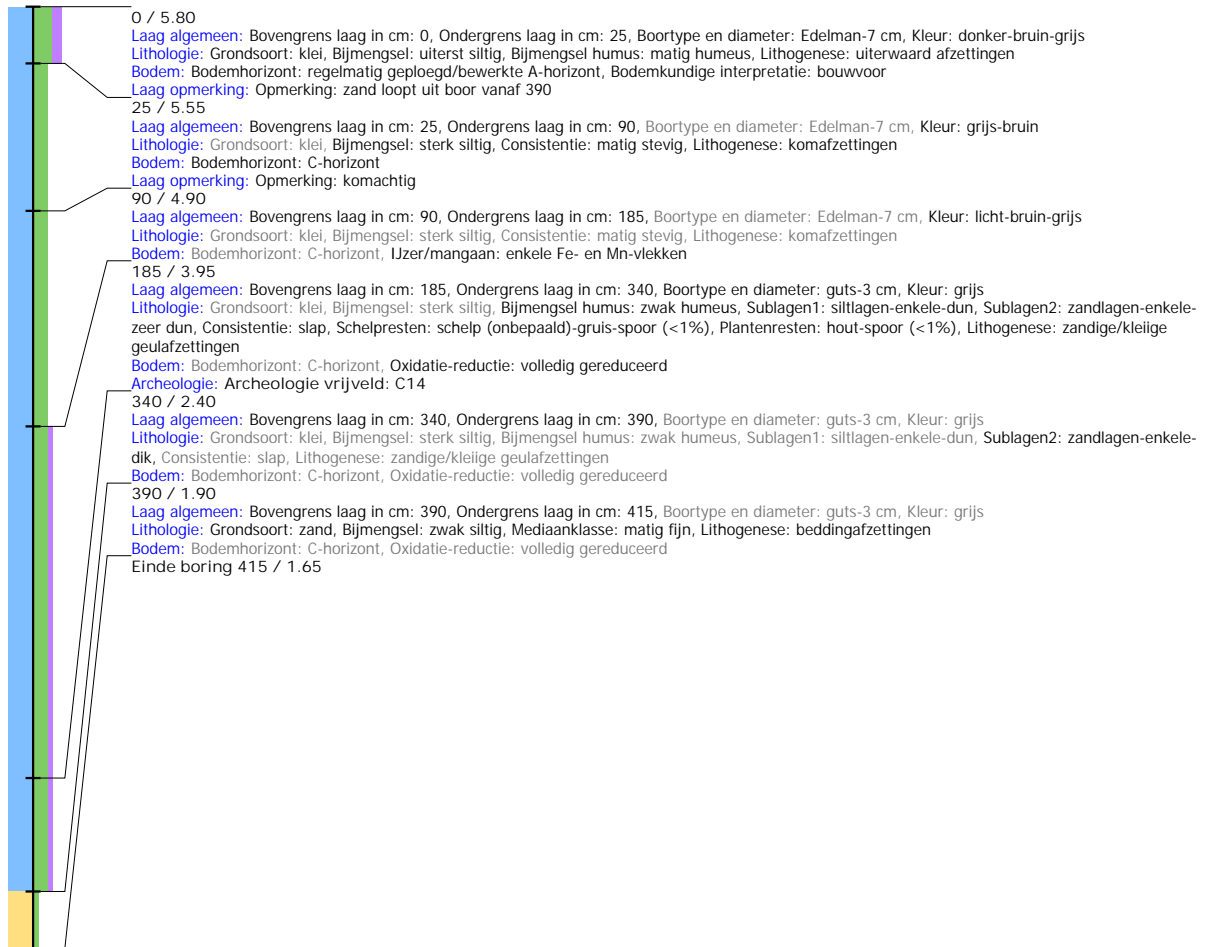 0 / 5.80
Laag algemeen: Bovengrens laag in cm: 0, Ondergrens laag in cm: 25, Boortype en diameter: Edelman-7 cm, Kleur: donker-bruin-grijs
Lithologie: Grondsoort: klei, Bijmengsel: uiterst siltig, Bijmengsel humus: matig humeus, Lithogenese: uiterwaard afzettingen
Bodem: Bodemhorizont: regelmatig geploegd/bewerkte A-horizont, Bodemkundige interpretatie: bouwvoor
Laag opmerking: Opmerking: zand loopt uit boor vanaf 390
25 / 5.55
Laag algemeen: Bovengrens laag in cm: 25, Ondergrens laag in cm: 90, Boortype en diameter: Edelman-7 cm, Kleur: grijs-bruin
Lithologie: Grondsoort: klei, Bijmengsel: sterk siltig, Consistentie: matig stevig, Lithogenese: komafzettingen
Bodem: Bodemhorizont: C-horizont
Laag opmerking: Opmerking: komachtig
90 / 4.90
Laag algemeen: Bovengrens laag in cm: 90, Ondergrens laag in cm: 185, Boortype en diameter: Edelman-7 cm, Kleur: licht-bruin-grijs
Lithologie: Grondsoort: klei, Bijmengsel: sterk siltig, Consistentie: matig stevig, Lithogenese: komafzettingen
Bodem: Bodemhorizont: C-horizont, IJzer/mangaan: enkele Fe- en Mn-vlekken
185 / 3.95
Laag algemeen: Bovengrens laag in cm: 185, Ondergrens laag in cm: 340, Boortype en diameter: guts-3 cm, Kleur: grijs
Lithologie: Grondsoort: klei, Bijmengsel: sterk siltig, Bijmengsel humus: zwak humeus, Sublagen1: siltlagen-enkele-dun, Sublagen2: zandlagen-enkele-
zeer dun, Consistentie: slap, Schelpresten: schelp (onbepaald)-gruis-spoor (<1%), Plantenresten: hout-spoor (<1%), Lithogenese: zandige/kleiige
geulafzettingen
Bodem: Bodemhorizont: C-horizont, Oxidatie-reductie: volledig gereduceerd
Archeologie: Archeologie vrijveld: C14
340 / 2.40
Laag algemeen: Bovengrens laag in cm: 340, Ondergrens laag in cm: 390, Boortype en diameter: guts-3 cm, Kleur: grijs
Lithologie: Grondsoort: klei, Bijmengsel: sterk siltig, Bijmengsel humus: zwak humeus, Sublagen1: siltlagen-enkele-dun, Sublagen2: zandlagen-enkele-
dik, Consistentie: slap, Lithogenese: zandige/kleiige geulafzettingen
Bodem: Bodemhorizont: C-horizont, Oxidatie-reductie: volledig gereduceerd
390 / 1.90
Laag algemeen: Bovengrens laag in cm: 390, Ondergrens laag in cm: 415, Boortype en diameter: guts-3 cm, Kleur: grijs
Lithologie: Grondsoort: zand, Bijmengsel: zwak siltig, Mediaanklasse: matig fijn, Lithogenese: beddingafzettingen
Bodem: Bodemhorizont: C-horizont, Oxidatie-reductie: volledig gereduceerd
Einde boring 415 / 1.65